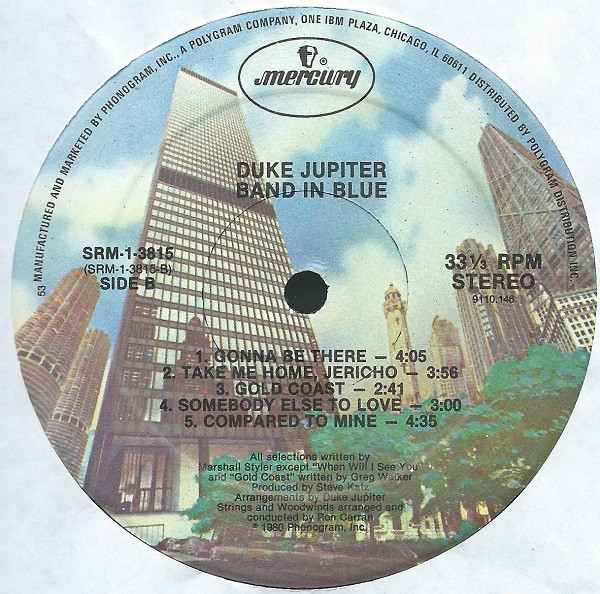 53 MANUFACTURED AND MARKETED BY PHONOGRAM, INC., A POLYGRAM COMPANY, ONE IBM PLAZA, CHICAGO, IL 60611 DISTRIBUTED BY POLYGRAM DISTRIBUTION INC.
®
mercury
DUKE JUPITER
BAND IN BLUE
SRM-1-3815
(SRM-1-3815-B)
SIDE B
33 1/3 RPM
STEREO
9110.146
1. GONNA BE THERE – 4:05
2. TAKE ME HOME, JERICHO – 3:56
3. GOLD COAST – 2:41
4. SOMEBODY ELSE TO LOVE – 3:00
5. COMPARED TO MINE – 4:35
All selections written by
Marshall Styler except "When Will I See You"
and "Gold Coast" written by Greg Walker
Produced by Steve Katz
Arrangements by Duke Jupiter
Strings and Woodwinds arranged and
conducted by Ron Carran
℗ 1980 Phonogram, Inc.